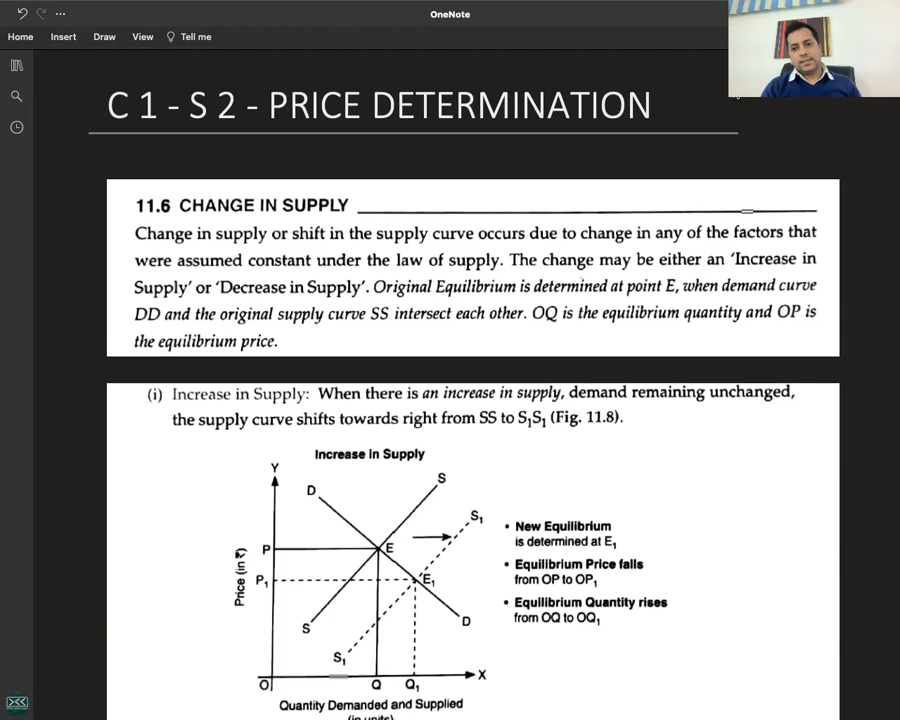 OneNote
Home Insert Draw View Tell me
C 1 - S 2 - PRICE DETERMINATION
11.6 CHANGE IN SUPPLY
Change in supply or shift in the supply curve occurs due to change in any of the factors that
were assumed constant under the law of supply. The change may be either an 'Increase in
Supply' or 'Decrease in Supply'. Original Equilibrium is determined at point E, when demand curve
DD and the original supply curve SS intersect each other. OQ is the equilibrium quantity and OP is
the equilibrium price.
(i) Increase in Supply: When there is an increase in supply, demand remaining unchanged,
the supply curve shifts towards right from SS to S₁S₁ (Fig. 11.8).
Increase in Supply
Y
D
S
S₁
P
E
P₁
E₁
Price (in ₹)
S
D
S₁
O
Q
Q₁
X
Quantity Demanded and Supplied
(in units)
• New Equilibrium
is determined at E₁
• Equilibrium Price falls
from OP to OP₁
• Equilibrium Quantity rises
from OQ to OQ₁